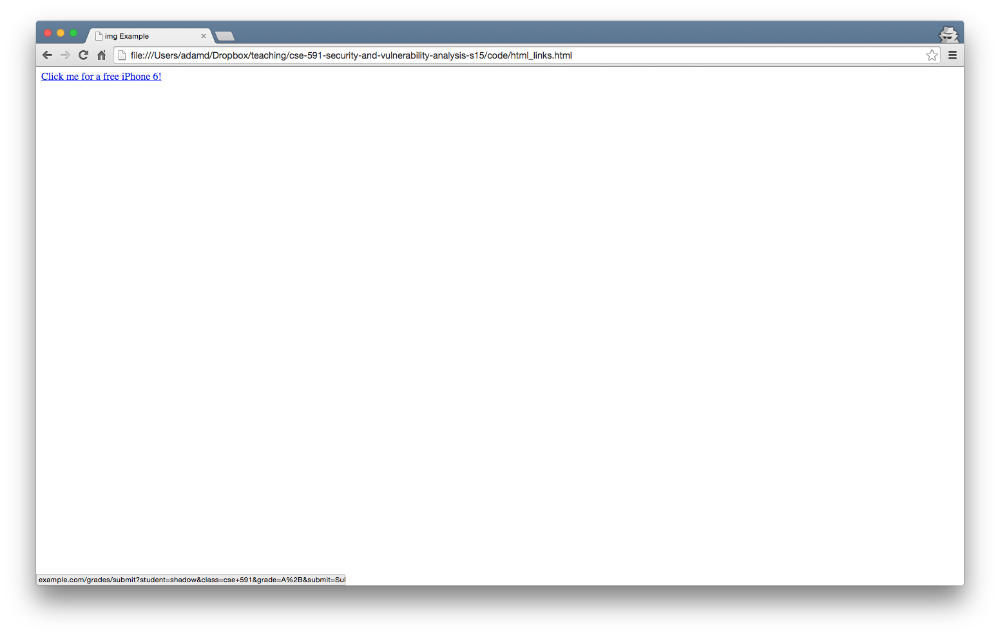 img Example
file:///Users/adamd/Dropbox/teaching/cse-591-security-and-vulnerability-analysis-s15/code/html_links.html
Click me for a free iPhone 6!
example.com/grades/submit?student=shadow&class=cse+591&grade=A%2B&submit=Sul